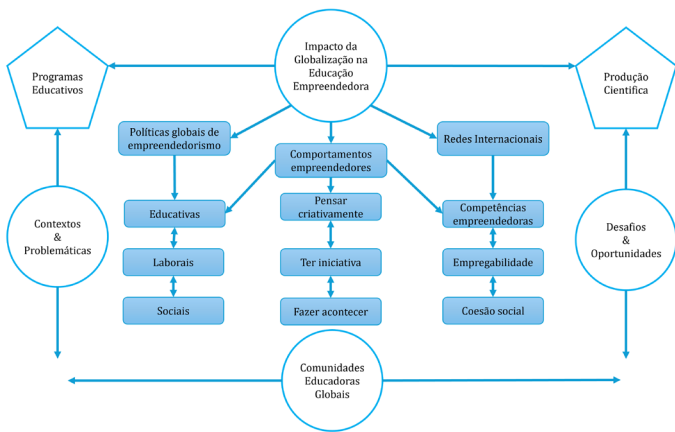 Impacto da
Globalização na
Educação
Empreendedora
Programas
Educativos
Produção
Cientifica
Políticas globais de
empreendedorismo
Comportamentos
empreendedores
Redes Internacionais
Educativas
Pensar
criativamente
Competências
empreendedoras
Contextos
&
Problemáticas
Desafios
&
Oportunidades
Laborais
Ter iniciativa
Empregabilidade
Sociais
Fazer acontecer
Coesão social
Comunidades
Educadoras
Globais